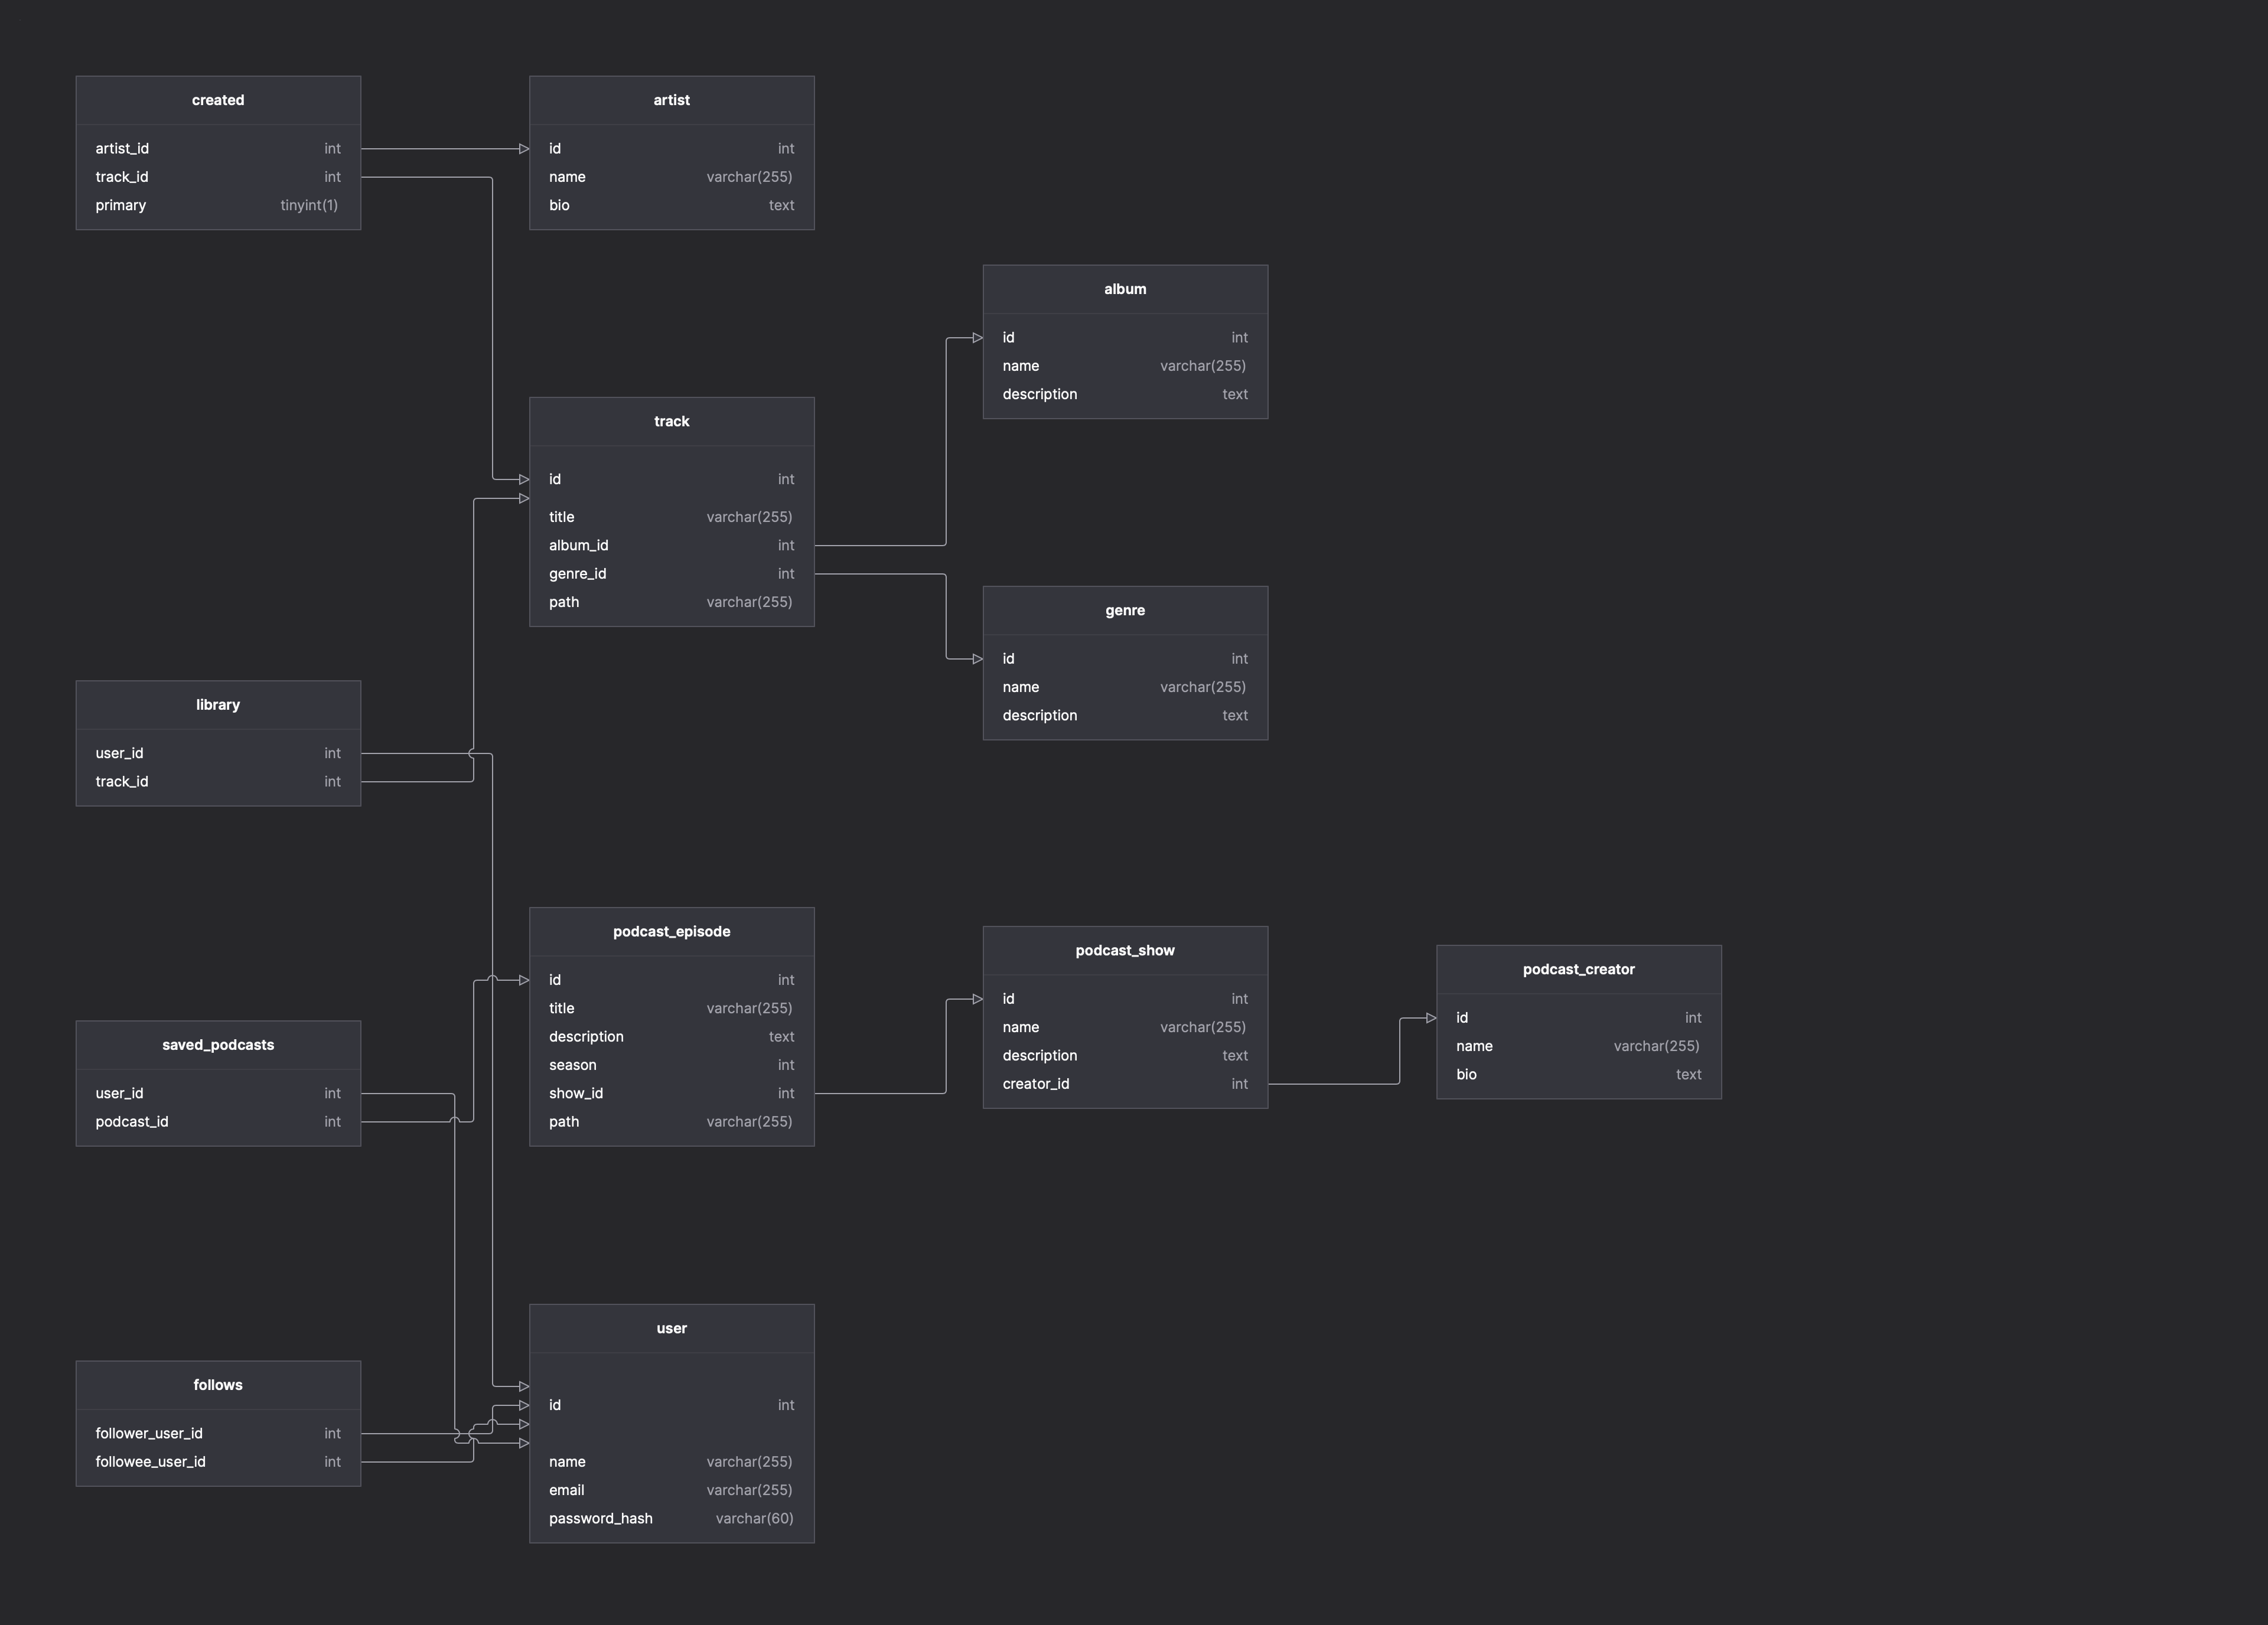 created
artist_id int
track_id int
primary tinyint(1)
artist
id int
name varchar(255)
bio text
album
id int
name varchar(255)
description text
track
id int
title varchar(255)
album_id int
genre_id int
path varchar(255)
genre
id int
name varchar(255)
description text
library
user_id int
track_id int
podcast_episode
id int
title varchar(255)
description text
season int
show_id int
path varchar(255)
podcast_show
id int
name varchar(255)
description text
creator_id int
podcast_creator
id int
name varchar(255)
bio text
saved_podcasts
user_id int
podcast_id int
user
id int
name varchar(255)
email varchar(255)
password_hash varchar(60)
follows
follower_user_id int
followee_user_id int